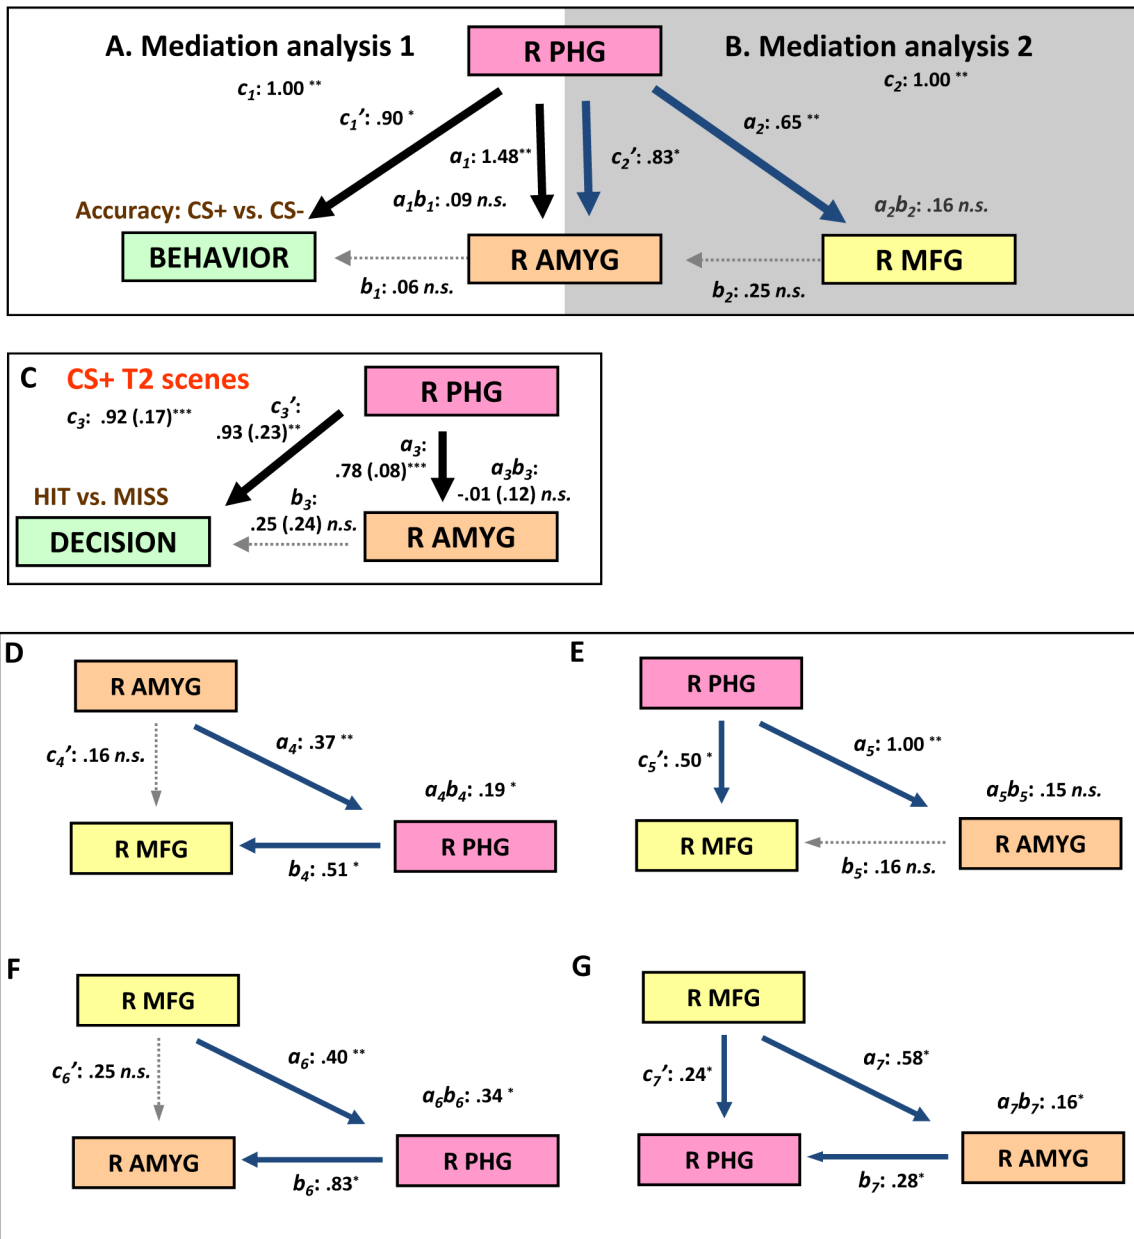 A. Mediation analysis 1
R PHG
B. Mediation analysis 2
c1: 1.00 **
c2: 1.00 **
c1’: .90 *
a2: .65 **
a1: 1.48**
c2’: .83*
a1b1: .09 n.s.
a2b2: .16 n.s.
Accuracy: CS+ vs. CS-
BEHAVIOR
R AMYG
R MFG
b1: .06 n.s.
b2: .25 n.s.
C
CS+ T2 scenes
R PHG
c3: .92 (.17)***
c3’:
.93 (.23)**
a3:
.78 (.08)***
a3b3:
-.01 (.12) n.s.
HIT vs. MISS
b3:
.25 (.24) n.s.
DECISION
R AMYG
D
R AMYG
c4’: .16 n.s.
a4: .37 **
a4b4: .19 *
R MFG
R PHG
b4: .51 *
E
R PHG
c5’: .50 *
a5: 1.00 **
a5b5: .15 n.s.
R MFG
R AMYG
b5: .16 n.s.
F
R MFG
c6’: .25 n.s.
a6: .40 **
a6b6: .34 *
R AMYG
R PHG
b6: .83*
G
R MFG
c7’: .24*
a7: .58*
a7b7: .16*
R PHG
R AMYG
b7: .28*